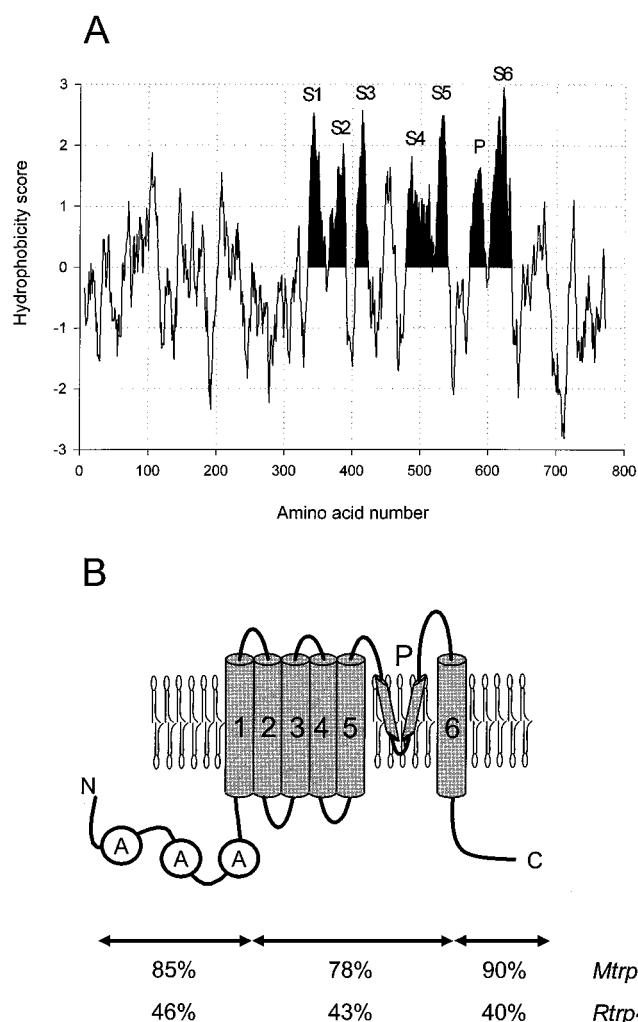 A
S1
S2
S3
S4
S5
P
S6
3
2
1
0
-1
-2
-3
Hydrophobicity score
0 100 200 300 400 500 600 700 800
Amino acid number
B
P
1 2 3 4 5 6
N
A A A
C
85% 78% 90% Mtrp
46% 43% 40% Rtrp-